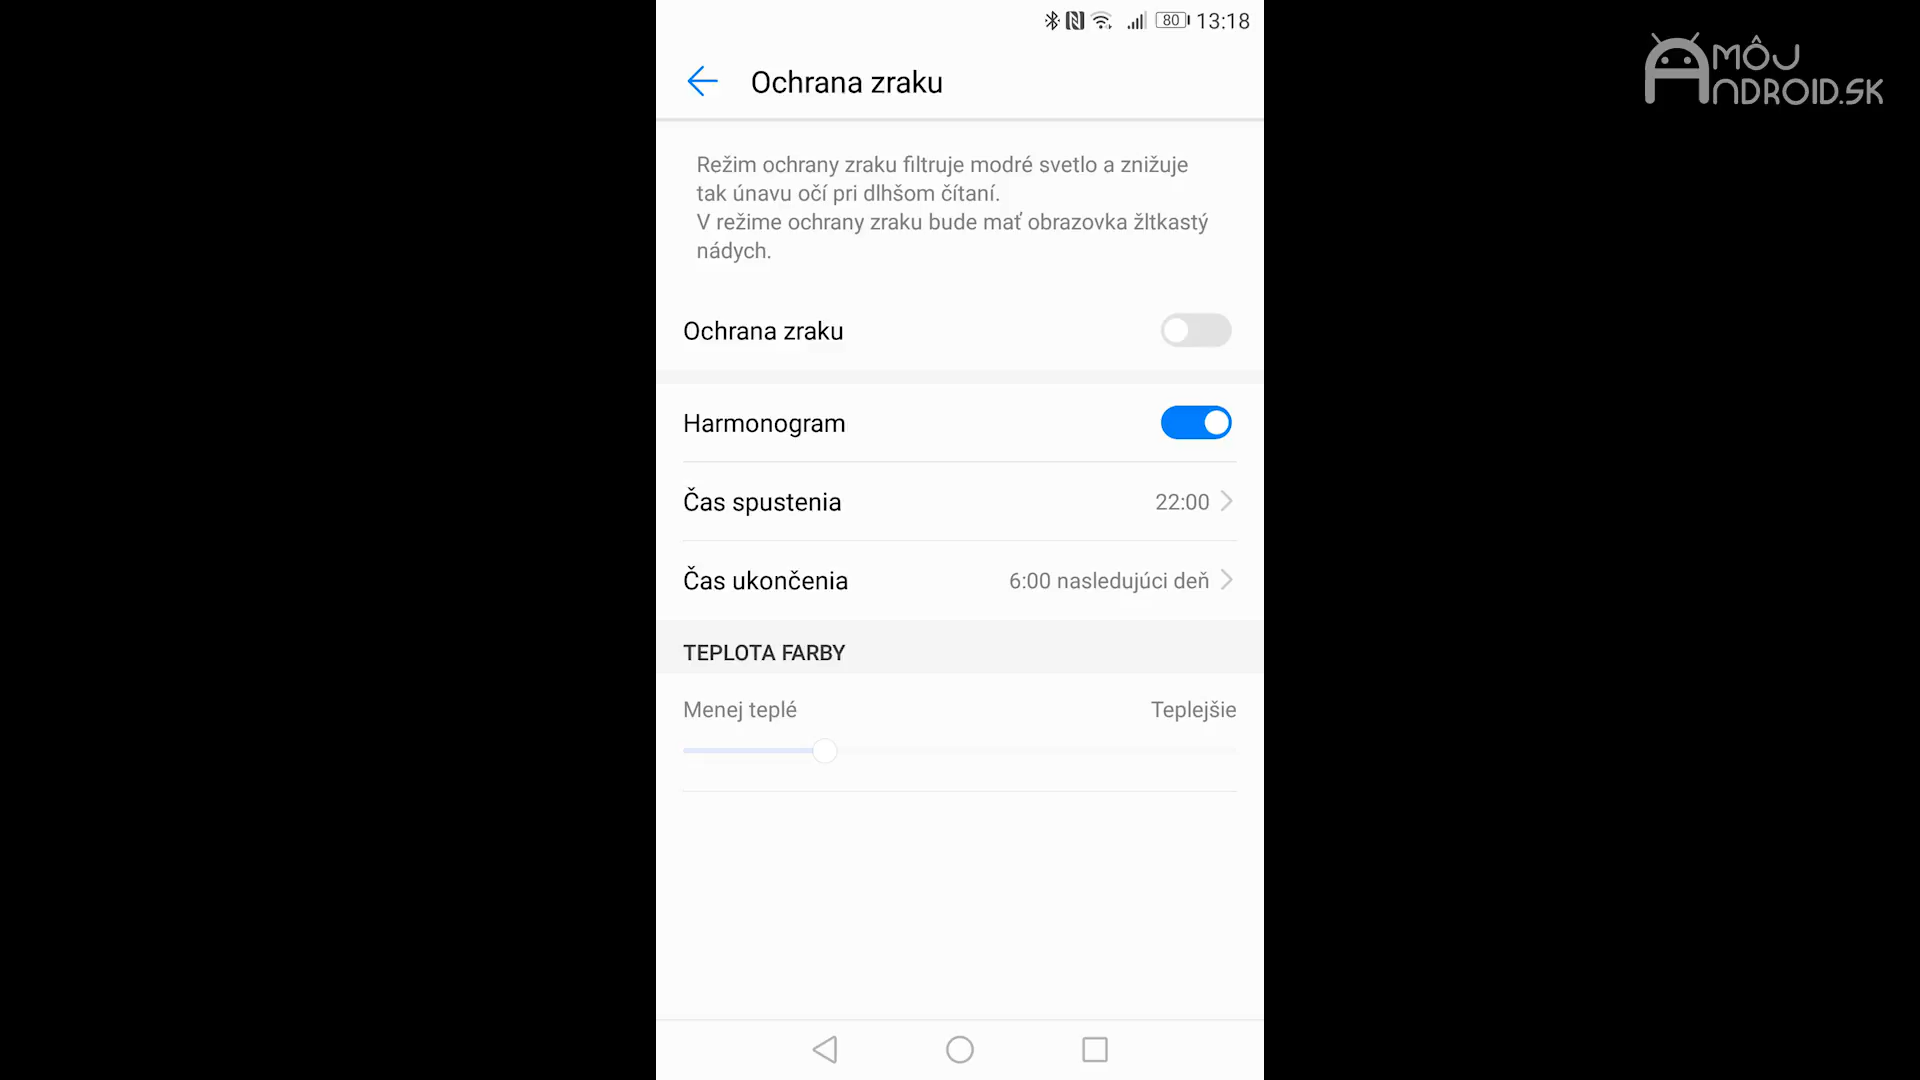 80 13:18
MÔJ
ANDROID.SK
Ochrana zraku
Režim ochrany zraku filtruje modré svetlo a znižuje
tak únavu očí pri dlhšom čítaní.
V režime ochrany zraku bude mať obrazovka žltkastý
nádych.
Ochrana zraku
Harmonogram
Čas spustenia 22:00
Čas ukončenia 6:00 nasledujúci deň
TEPLOTA FARBY
Menej teplé Teplejšie